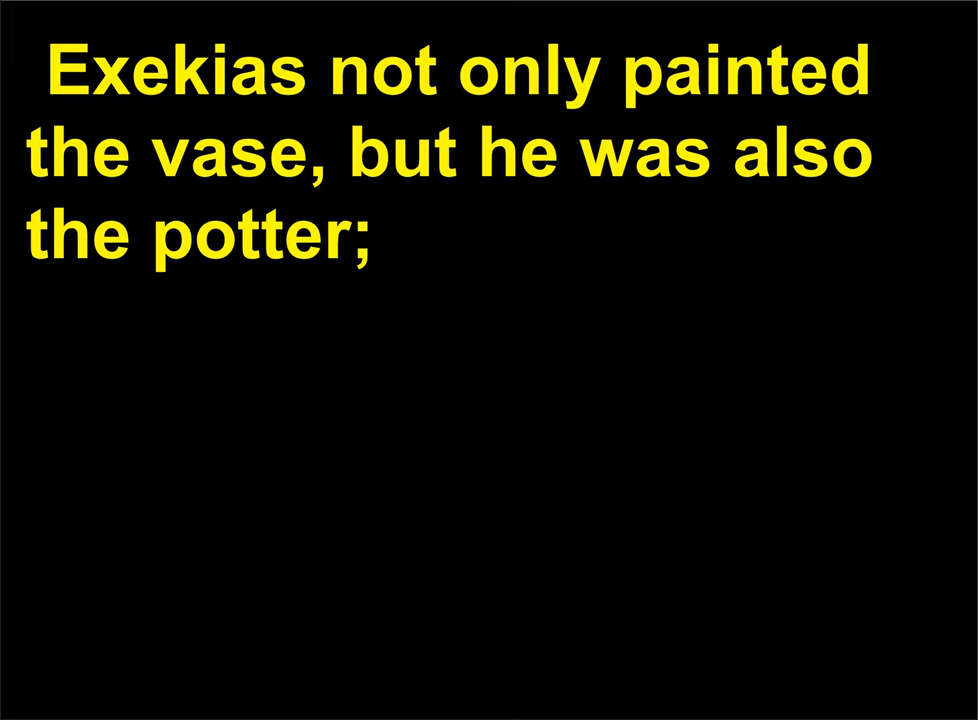 Exekias not only painted
the vase, but he was also
the potter;